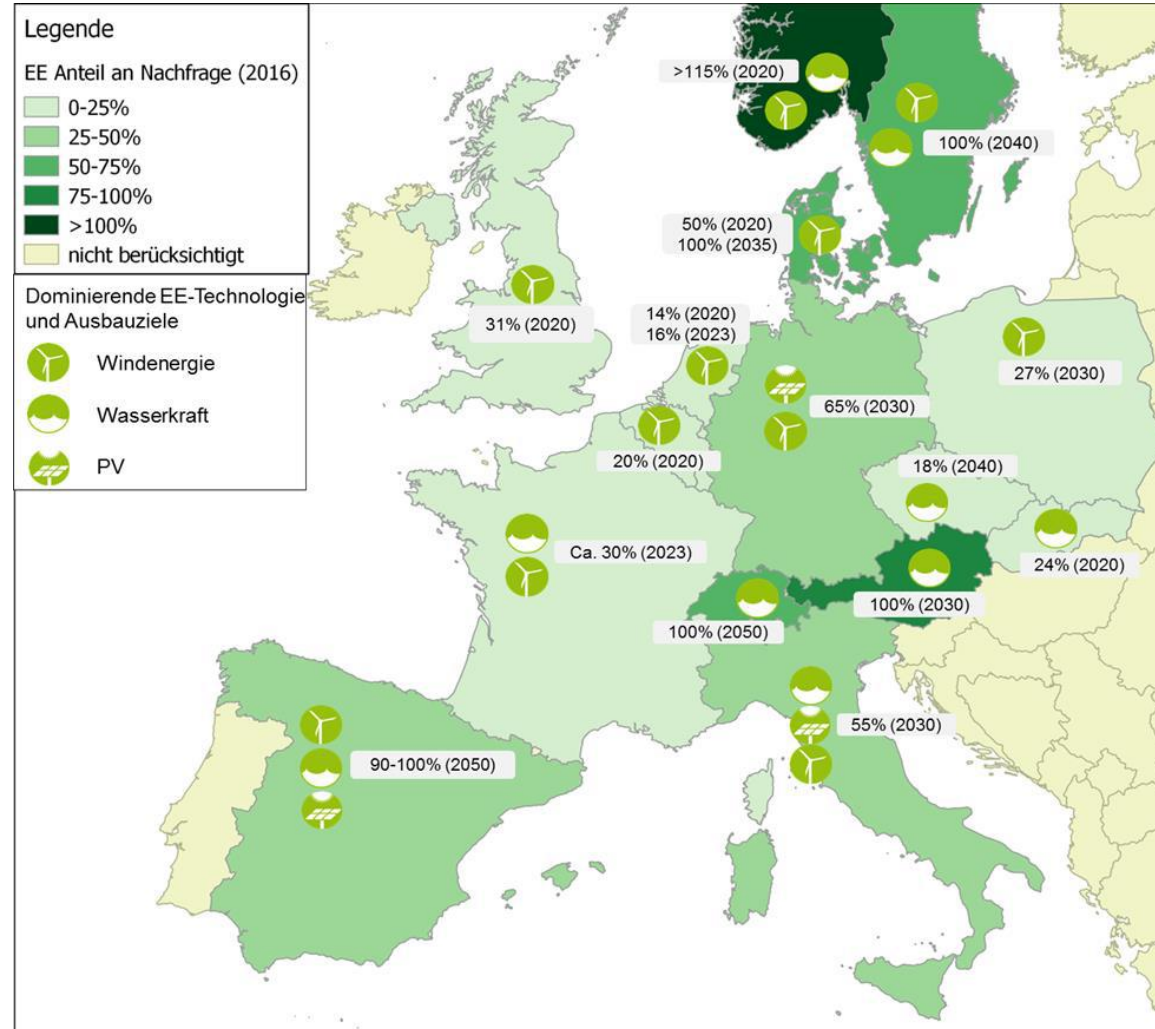 Legende
EE Anteil an Nachfrage (2016)
0-25%
25-50%
50-75%
75-100%
>100%
nicht berücksichtigt
Dominierende EE-Technologie
und Ausbauziele
Windenergie
Wasserkraft
PV
>115% (2020)
100% (2040)
50% (2020)
100% (2035)
31% (2020)
14% (2020)
16% (2023)
27% (2030)
65% (2030)
20% (2020)
18% (2040)
Ca. 30% (2023)
24% (2020)
100% (2030)
100% (2050)
55% (2030)
90-100% (2050)